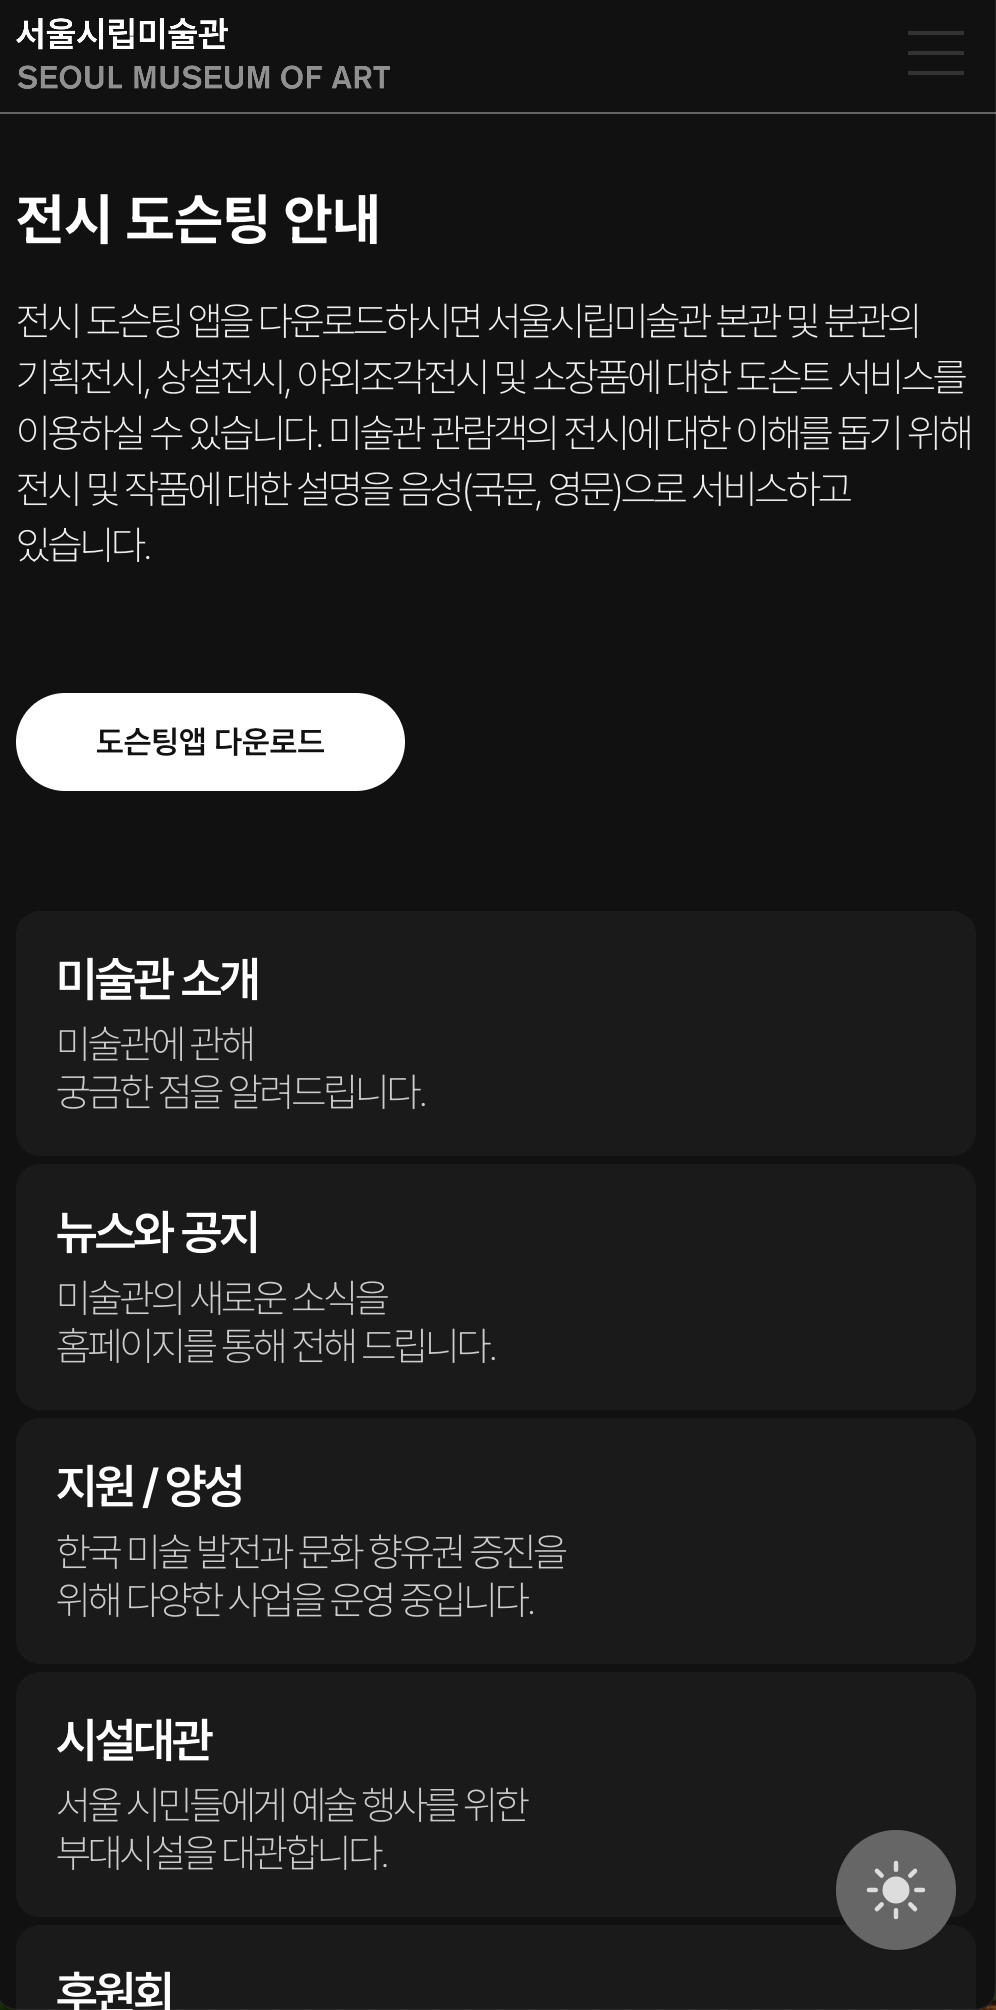 서울시립미술관
SEOUL MUSEUM OF ART
전시 도슨팅 안내
전시 도슨팅 앱을 다운로드하시면 서울시립미술관 본관 및 분관의
기획전시, 상설전시, 야외조각전시 및 소장품에 대한 도슨트 서비스를
이용하실 수 있습니다. 미술관 관람객의 전시에 대한 이해를 돕기 위해
전시 및 작품에 대한 설명을 음성(국문, 영문)으로 서비스하고
있습니다.
도슨팅앱 다운로드
미술관 소개
미술관에 관해
궁금한 점을 알려드립니다.
뉴스와 공지
미술관의 새로운 소식을
홈페이지를 통해 전해 드립니다.
지원 / 양성
한국 미술 발전과 문화 향유권 증진을
위해 다양한 사업을 운영 중입니다.
시설대관
서울 시민들에게 예술 행사를 위한
부대시설을 대관합니다.
후원회